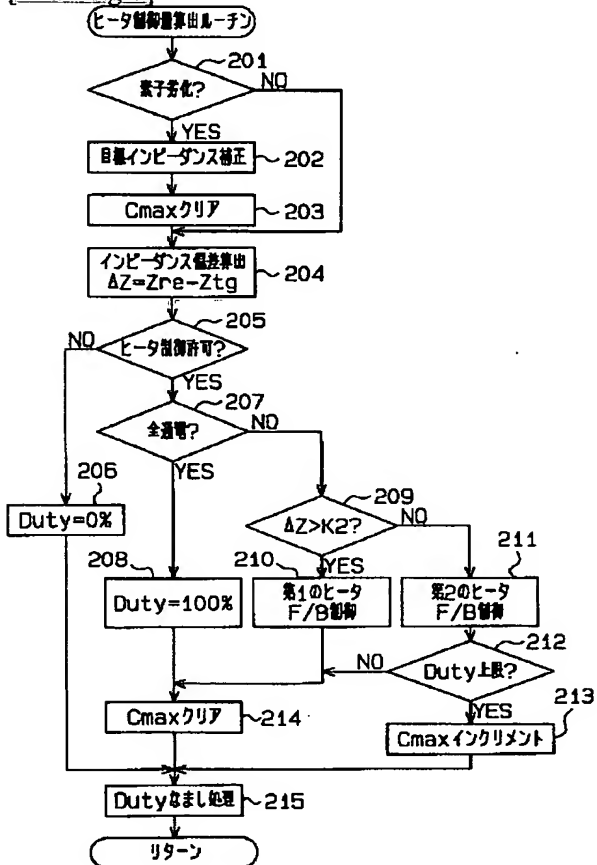 ヒータ制御量算出ルーチン
201
素子劣化?
NO
YES
目標インピーダンス補正
202
Cmaxクリア
203
インピーダンス偏差算出
ΔZ=Zre-Ztg
204
205
NO
ヒータ制御許可?
YES
207
全通電?
NO
YES
206
Duty=0%
209
ΔZ>K2?
NO
YES
208
Duty=100%
210
第1のヒータ
F/B制御
211
第2のヒータ
F/B制御
212
NO
Duty上限?
YES
213
Cmaxクリア
214
Cmaxインクリメント
Dutyなまし処理
215
リターン